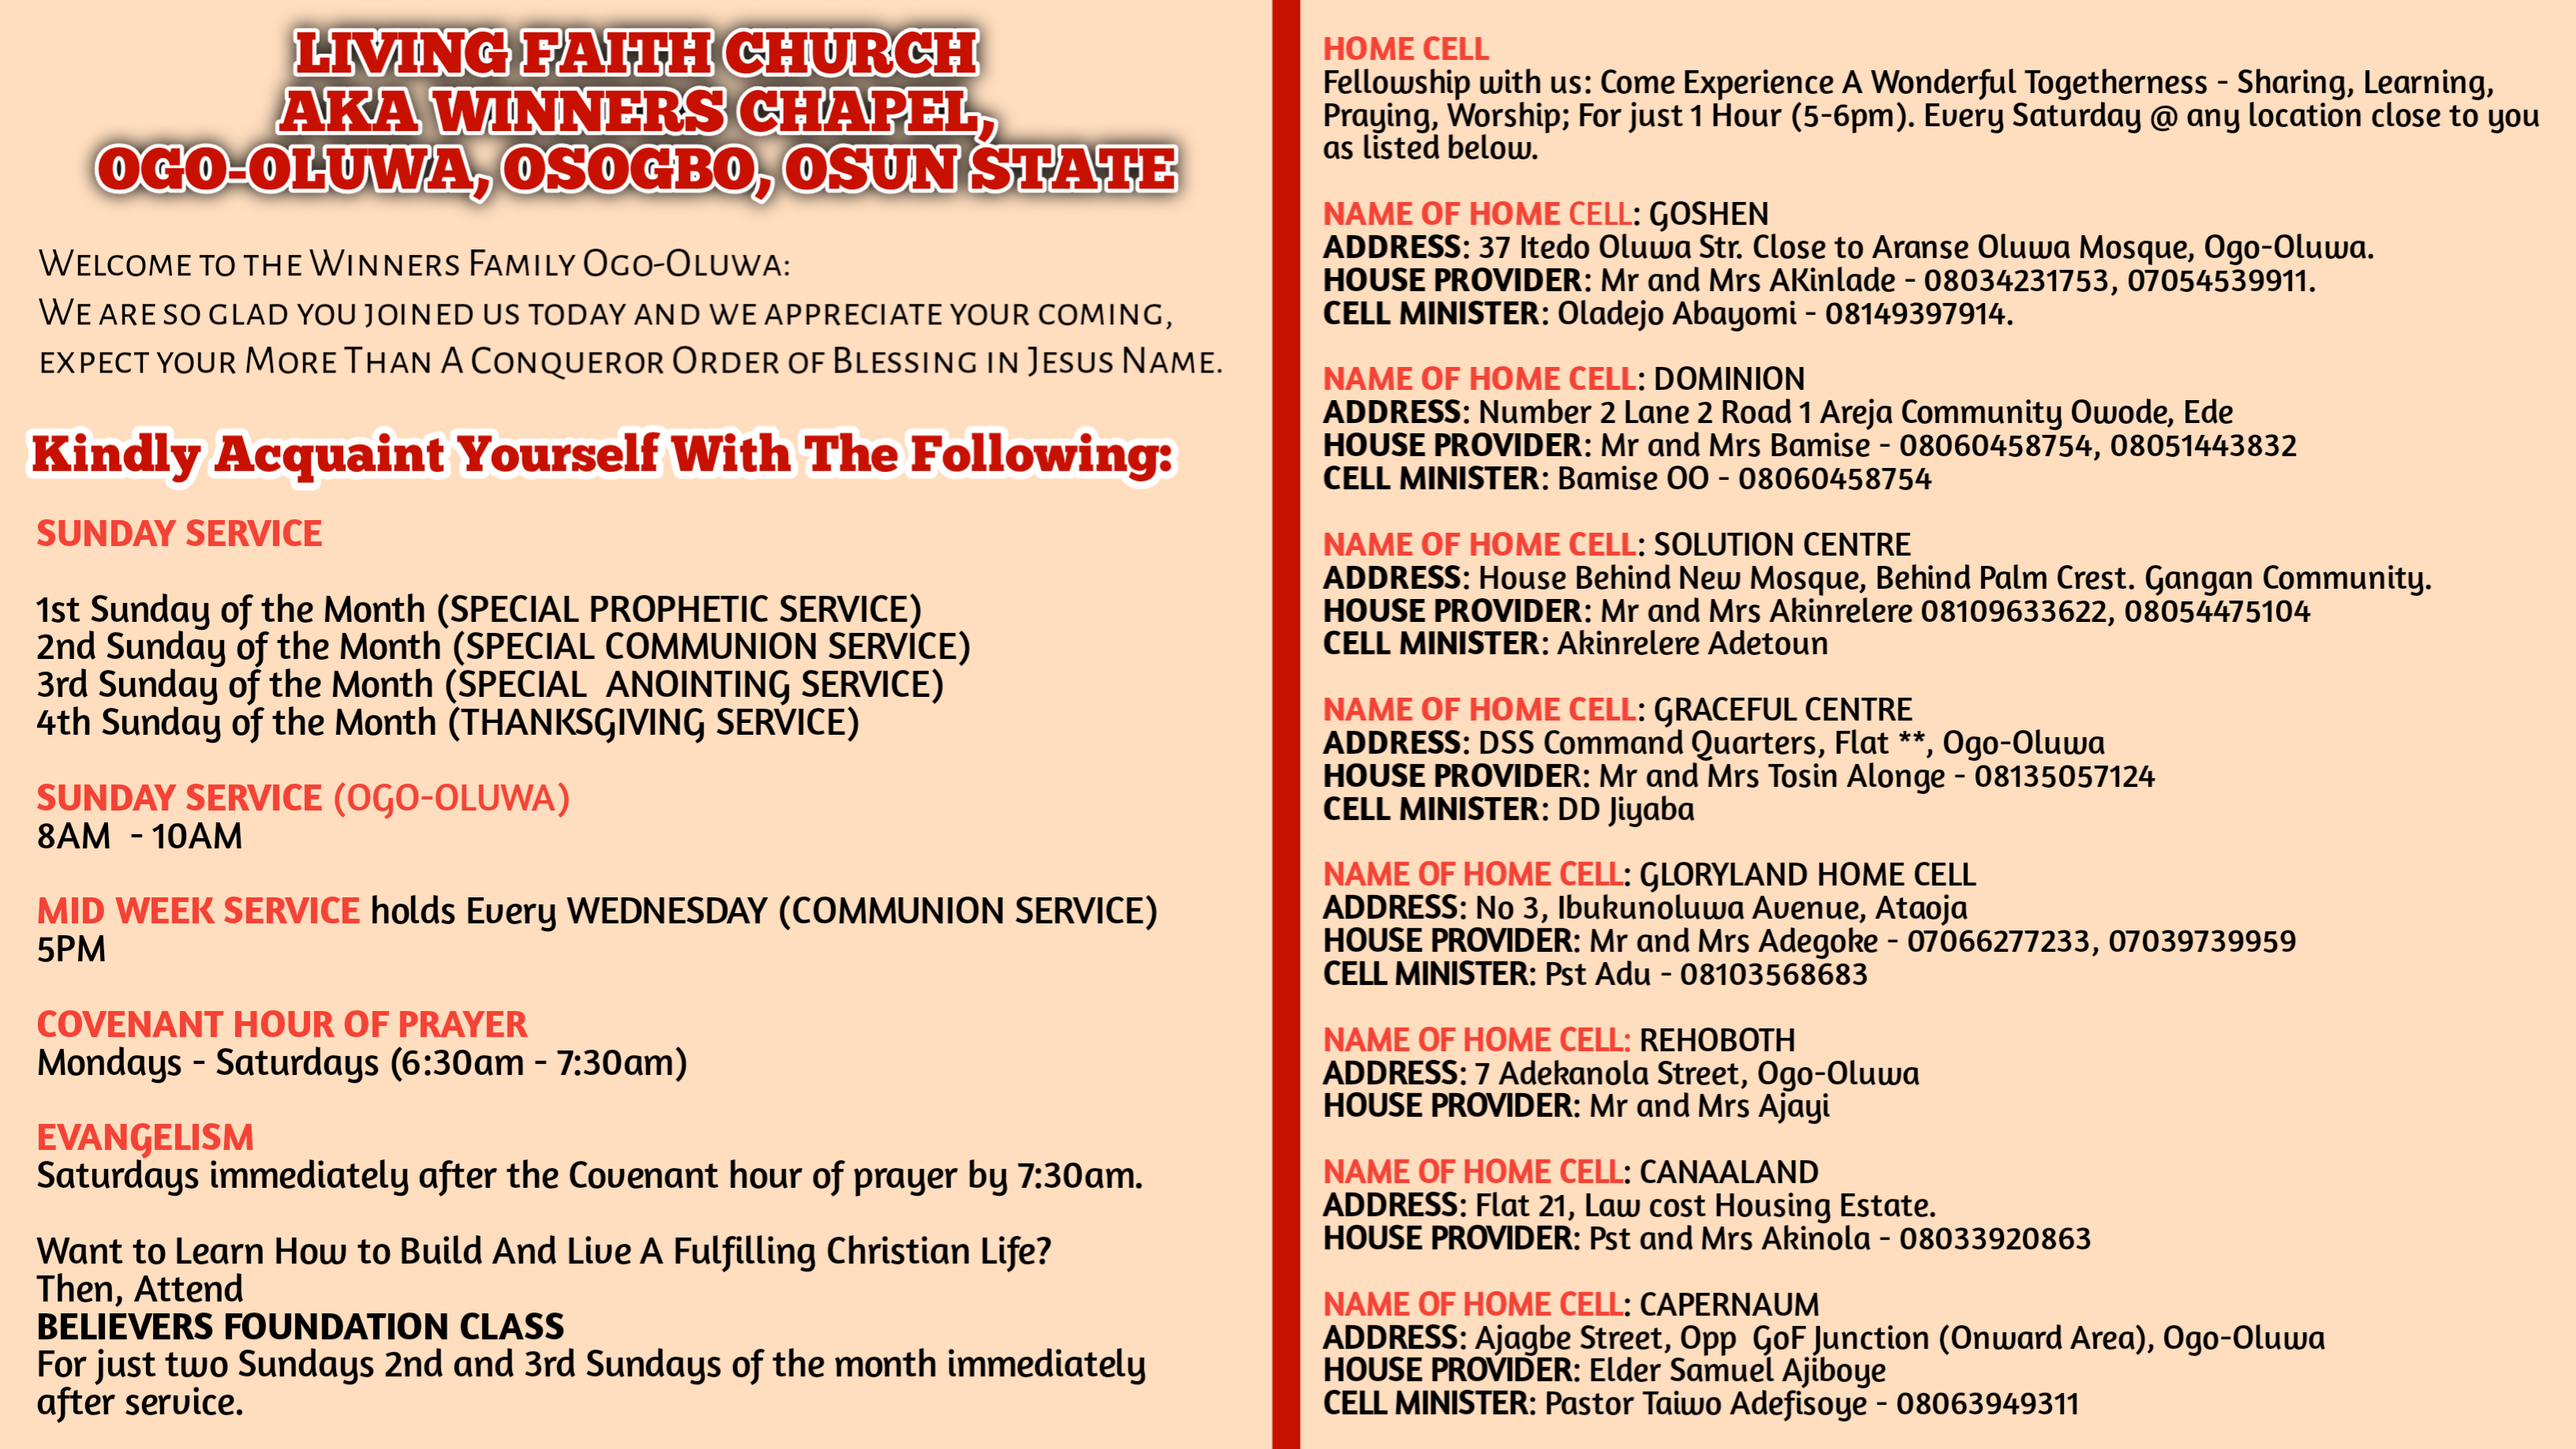 LIVING FAITH CHURCH
AKA WINNERS CHAPEL,
OGO-OLUWA, OSOGBO, OSUN STATE
WELCOME TO THE WINNERS FAMILY OGO-OLUWA:
WE ARE SO GLAD YOU JOINED US TODAY AND WE APPRECIATE YOUR COMING,
EXPECT YOUR MORE THAN A CONQUEROR ORDER OF BLESSING IN JESUS NAME.
Kindly Acquaint Yourself With The Following:
SUNDAY SERVICE
1st Sunday of the Month (SPECIAL PROPHETIC SERVICE)
2nd Sunday of the Month (SPECIAL COMMUNION SERVICE)
3rd Sunday of the Month (SPECIAL  ANOINTING SERVICE)
4th Sunday of the Month (THANKSGIVING SERVICE)
SUNDAY SERVICE (OGO-OLUWA)
8AM  - 10AM
MID WEEK SERVICE holds Every WEDNESDAY (COMMUNION SERVICE)
5PM
COVENANT HOUR OF PRAYER
Mondays - Saturdays (6:30am - 7:30am)
EVANGELISM
Saturdays immediately after the Covenant hour of prayer by 7:30am.
Want to Learn How to Build And Live A Fulfilling Christian Life?
Then, Attend
BELIEVERS FOUNDATION CLASS
For just two Sundays 2nd and 3rd Sundays of the month immediately
after service.
HOME CELL
Fellowship with us: Come Experience A Wonderful Togetherness - Sharing, Learning,
Praying, Worship; For just 1 Hour (5-6pm). Every Saturday @ any location close to you
as listed below.
NAME OF HOME CELL: GOSHEN
ADDRESS: 37 Itedo Oluwa Str. Close to Aranse Oluwa Mosque, Ogo-Oluwa.
HOUSE PROVIDER: Mr and Mrs AKinlade - 08034231753, 07054539911.
CELL MINISTER: Oladejo Abayomi - 08149397914.
NAME OF HOME CELL: DOMINION
ADDRESS: Number 2 Lane 2 Road 1 Areja Community Owode, Ede
HOUSE PROVIDER: Mr and Mrs Bamise - 08060458754, 08051443832
CELL MINISTER: Bamise OO - 08060458754
NAME OF HOME CELL: SOLUTION CENTRE
ADDRESS: House Behind New Mosque, Behind Palm Crest. Gangan Community.
HOUSE PROVIDER: Mr and Mrs Akinrelere 08109633622, 08054475104
CELL MINISTER: Akinrelere Adetoun
NAME OF HOME CELL: GRACEFUL CENTRE
ADDRESS: DSS Command Quarters, Flat **, Ogo-Oluwa
HOUSE PROVIDER: Mr and Mrs Tosin Alonge - 08135057124
CELL MINISTER: DD Jiyaba
NAME OF HOME CELL: GLORYLAND HOME CELL
ADDRESS: No 3, Ibukunoluwa Avenue, Ataoja
HOUSE PROVIDER: Mr and Mrs Adegoke - 07066277233, 07039739959
CELL MINISTER: Pst Adu - 08103568683
NAME OF HOME CELL: REHOBOTH
ADDRESS: 7 Adekanola Street, Ogo-Oluwa
HOUSE PROVIDER: Mr and Mrs Ajayi
NAME OF HOME CELL: CANAALAND
ADDRESS: Flat 21, Law cost Housing Estate.
HOUSE PROVIDER: Pst and Mrs Akinola - 08033920863
NAME OF HOME CELL: CAPERNAUM
ADDRESS: Ajagbe Street, Opp  GoF Junction (Onward Area), Ogo-Oluwa
HOUSE PROVIDER: Elder Samuel Ajiboye
CELL MINISTER: Pastor Taiwo Adefisoye - 08063949311